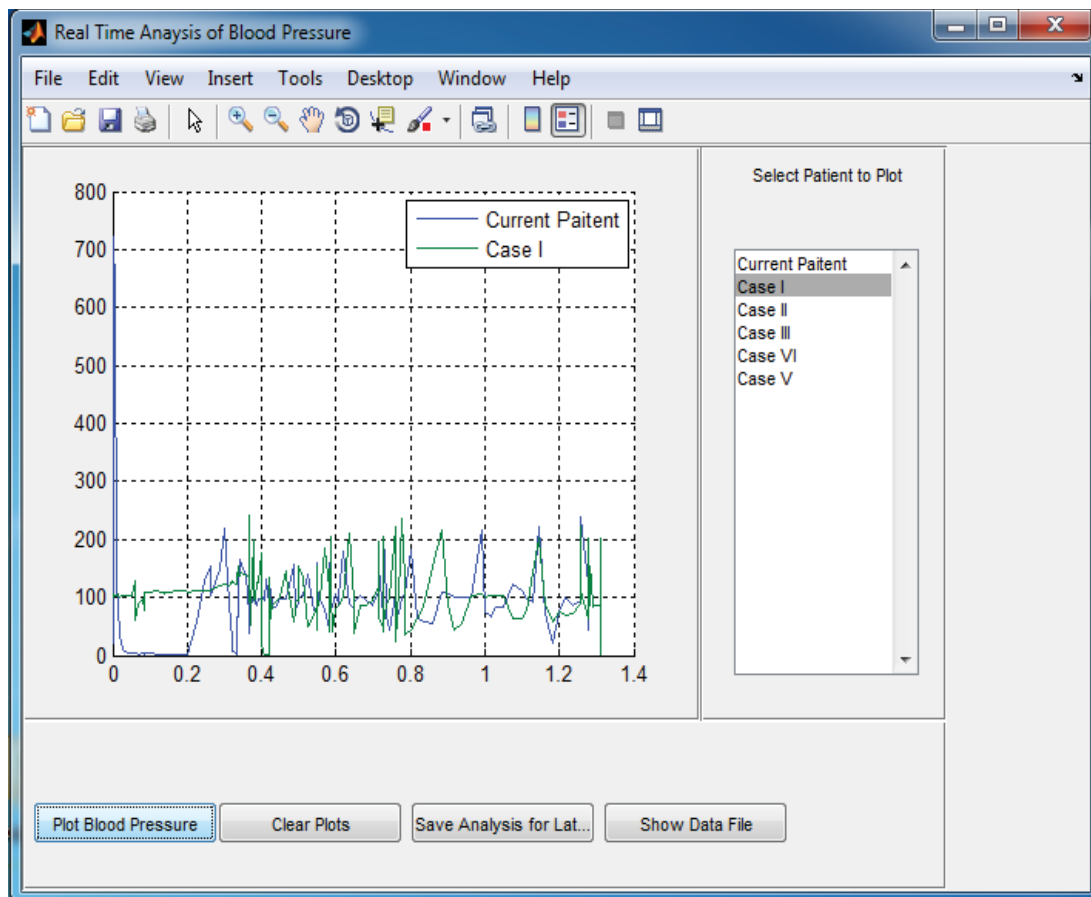 Real Time Anaysis of Blood Pressure
File Edit View Insert Tools Desktop Window Help
800
700
600
500
400
300
200
100
0
0 0.2 0.4 0.6 0.8 1 1.2 1.4
Current Paitent
Case I
Select Patient to Plot
Current Paitent
Case I
Case II
Case III
Case VI
Case V
Plot Blood Pressure Clear Plots Save Analysis for Lat... Show Data File